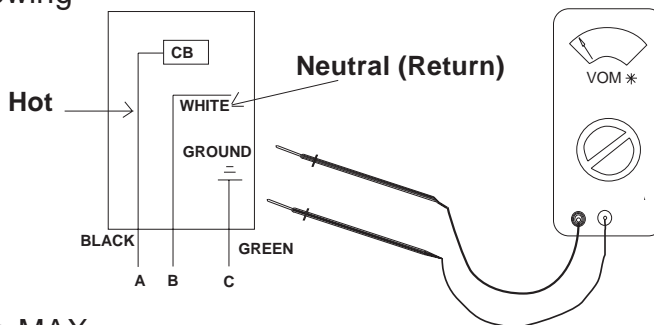 owing
CB
Neutral (Return)
VOM ✳
Hot
WHITE
GROUND
BLACK
GREEN
A B C
MAX